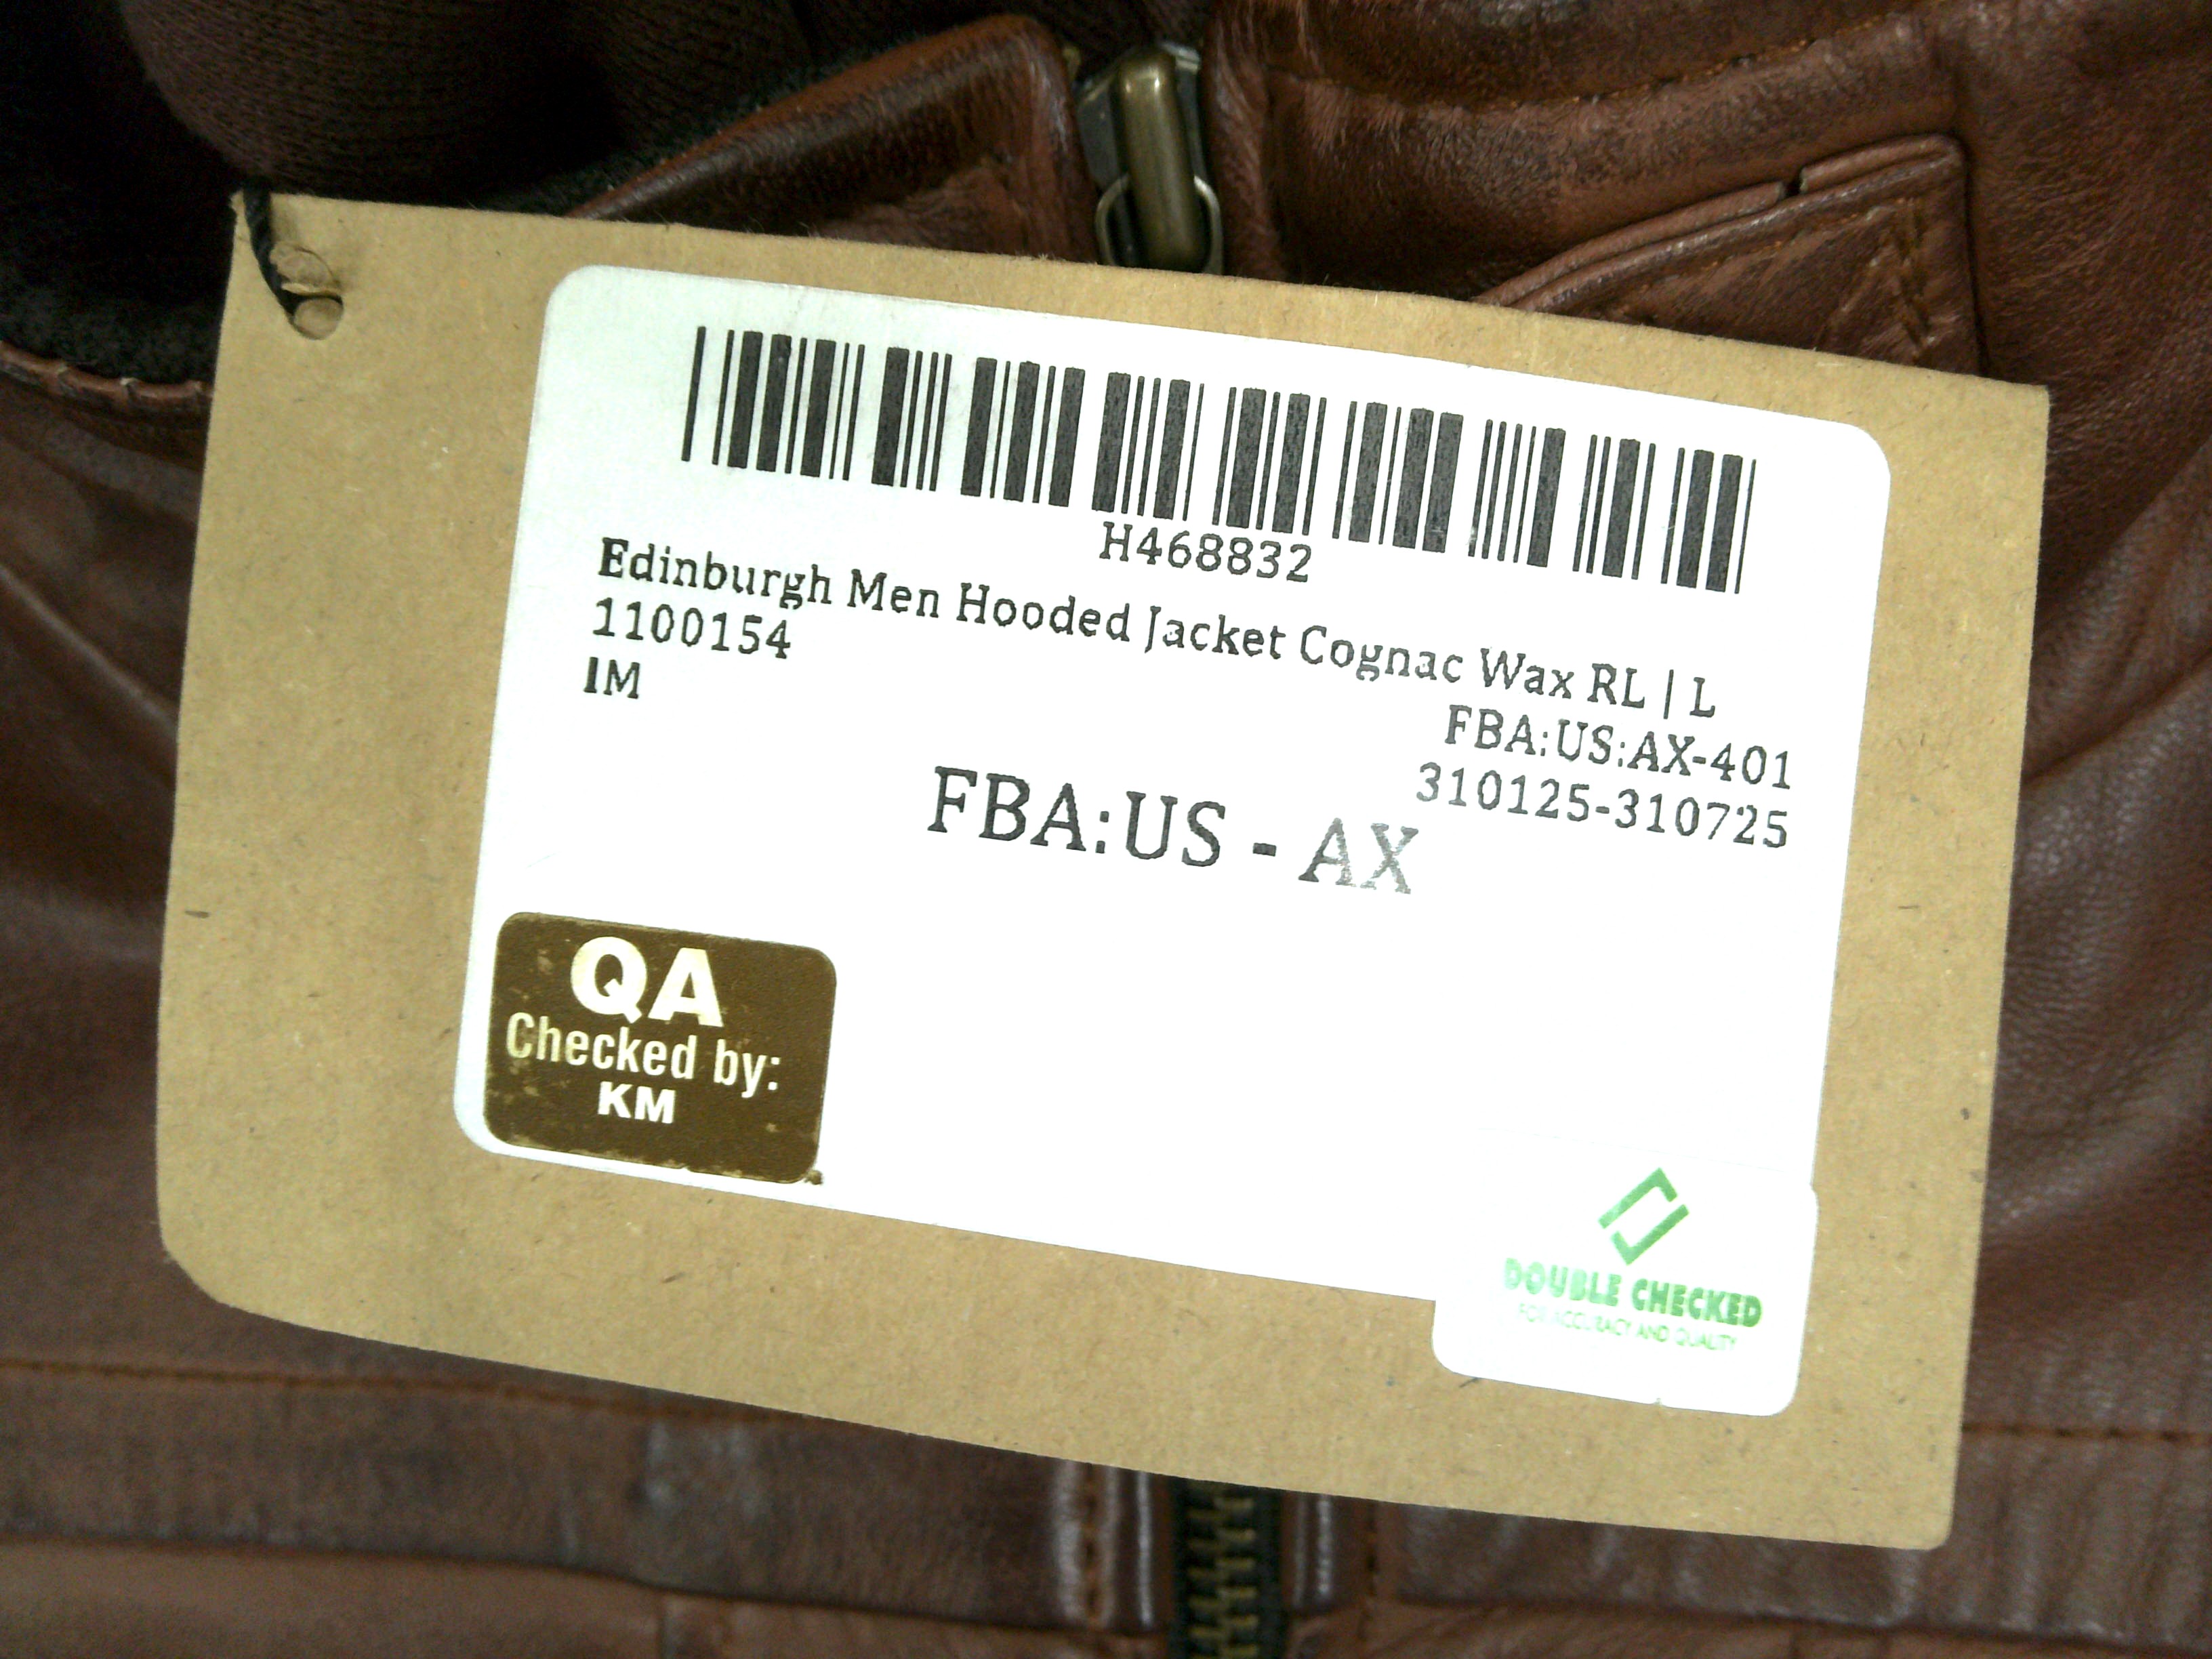 H468832
Edinburgh Men Hooded Jacket Cognac Wax RL | L
1100154
IM
FBA:US:AX-401
310125-310725
FBA:US - AX
QA
Checked by:
KM
DOUBLE CHECKED
FOR ACCURACY AND QUALITY